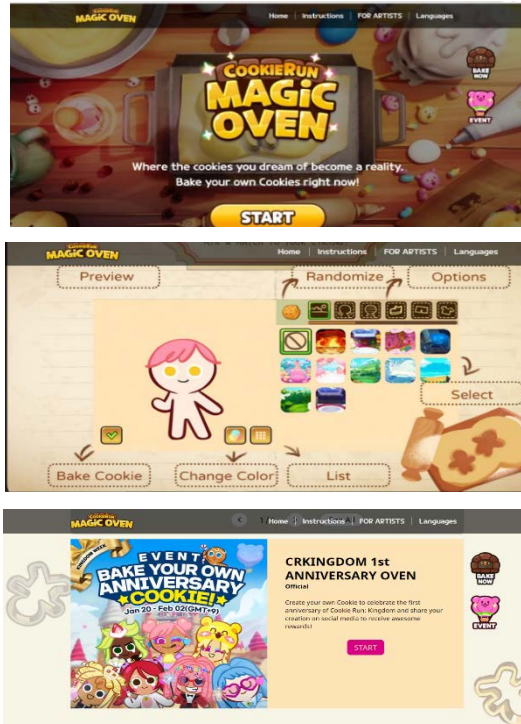 COOKIERUN
MAGIC OVEN
Home | Instructions | FOR ARTISTS | Languages
COOKIERUN
MAGIC
OVEN
BAKE
NOW
EVENT
Where the cookies you dream of become a reality.
Bake your own Cookies right now!
START
MAGIC OVEN
Home | Instructions | FOR ARTISTS | Languages
Preview
Randomize
Options
Select
Bake Cookie
Change Color
List
MAGIC OVEN
Home | Instructions | FOR ARTISTS | Languages
KINGDOM WEEK
EVENT
BAKE YOUR OWN
ANNIVERSARY
COOKIE!
Jan 20 - Feb 02(GMT+9)
CRKINGDOM 1st
ANNIVERSARY OVEN
Official
Create your own Cookie to celebrate the first
anniversary of Cookie Run: Kingdom and share your
creation on social media to receive awesome
rewards!
START
BAKE
NOW
EVENT